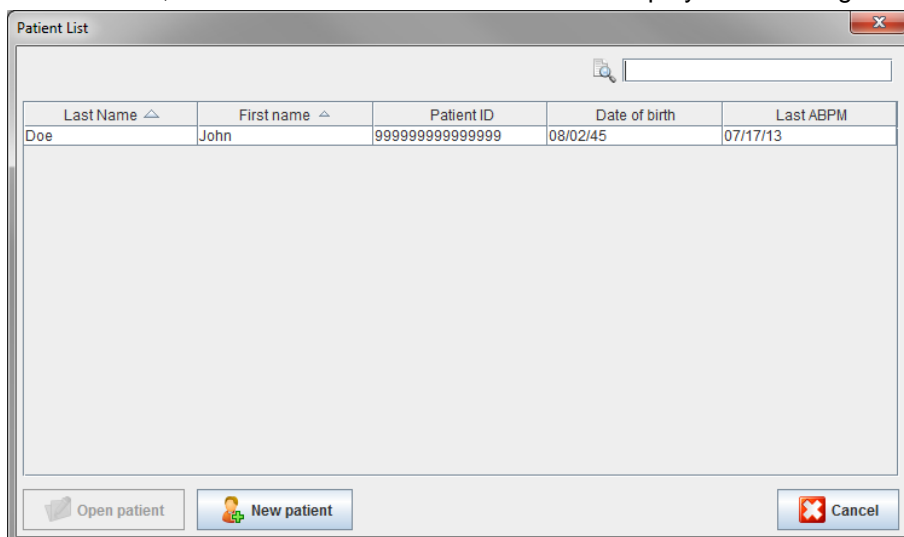 Patient List
Last Name First name Patient ID Date of birth Last ABPM
Doe John 999999999999999 08/02/45 07/17/13
Open patient New patient Cancel